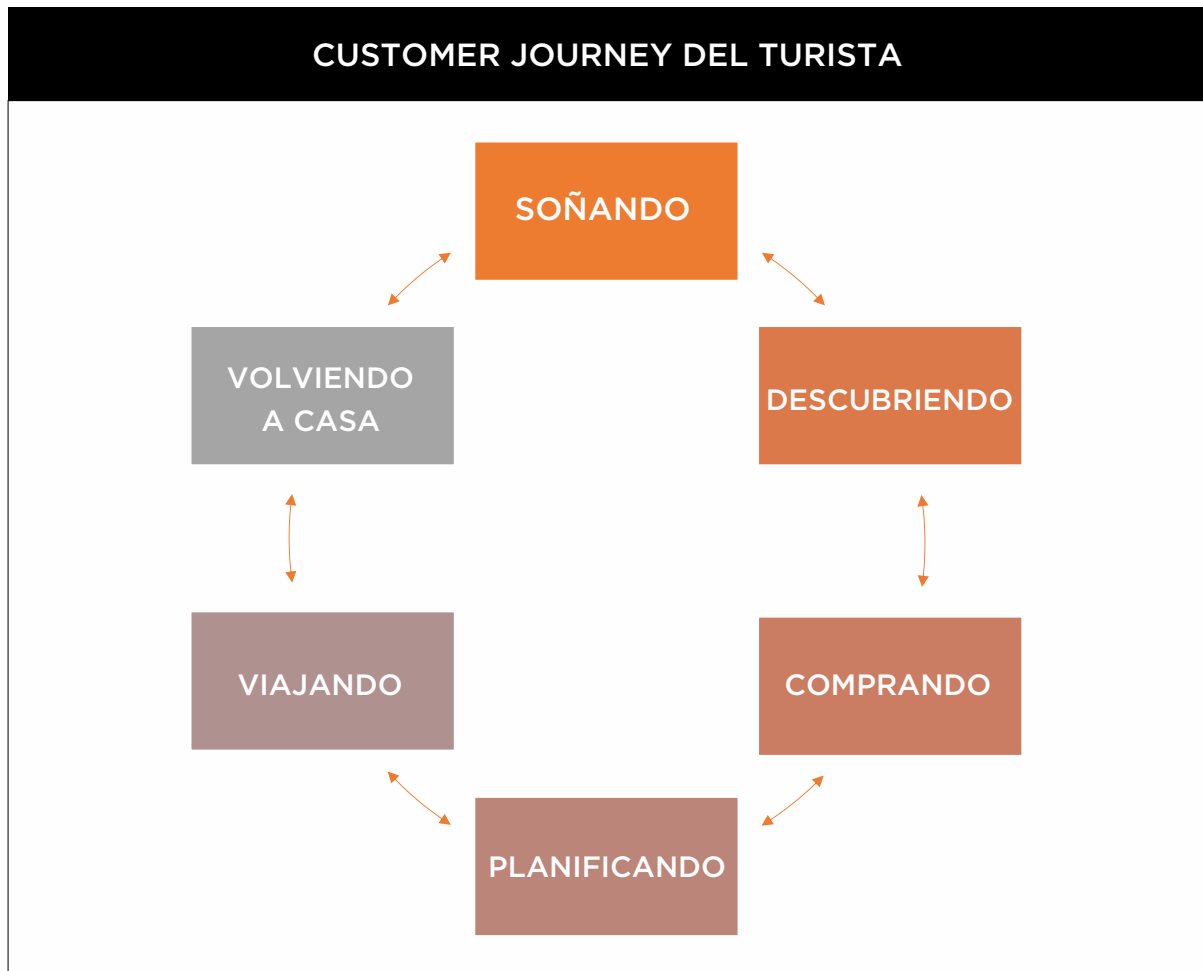 CUSTOMER JOURNEY DEL TURISTA
SOÑANDO
DESCUBRIENDO
COMPRANDO
PLANIFICANDO
VIAJANDO
VOLVIENDO
A CASA